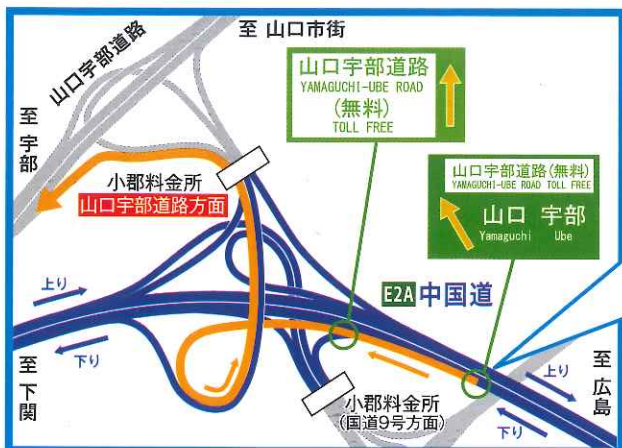 至 山口市街
山口宇部道路
至 宇部
山口宇部道路
YAMAGUCHI-UBE ROAD
(無料)
TOLL FREE
小郡料金所
山口宇部道路方面
山口宇部道路(無料)
YAMAGUCHI-UBE ROAD TOLL FREE
山口 宇部
Yamaguchi Ube
E2A 中国道
上り
下り
至 下関
小郡料金所
(国道9号方面)
上り
下り
至 広島